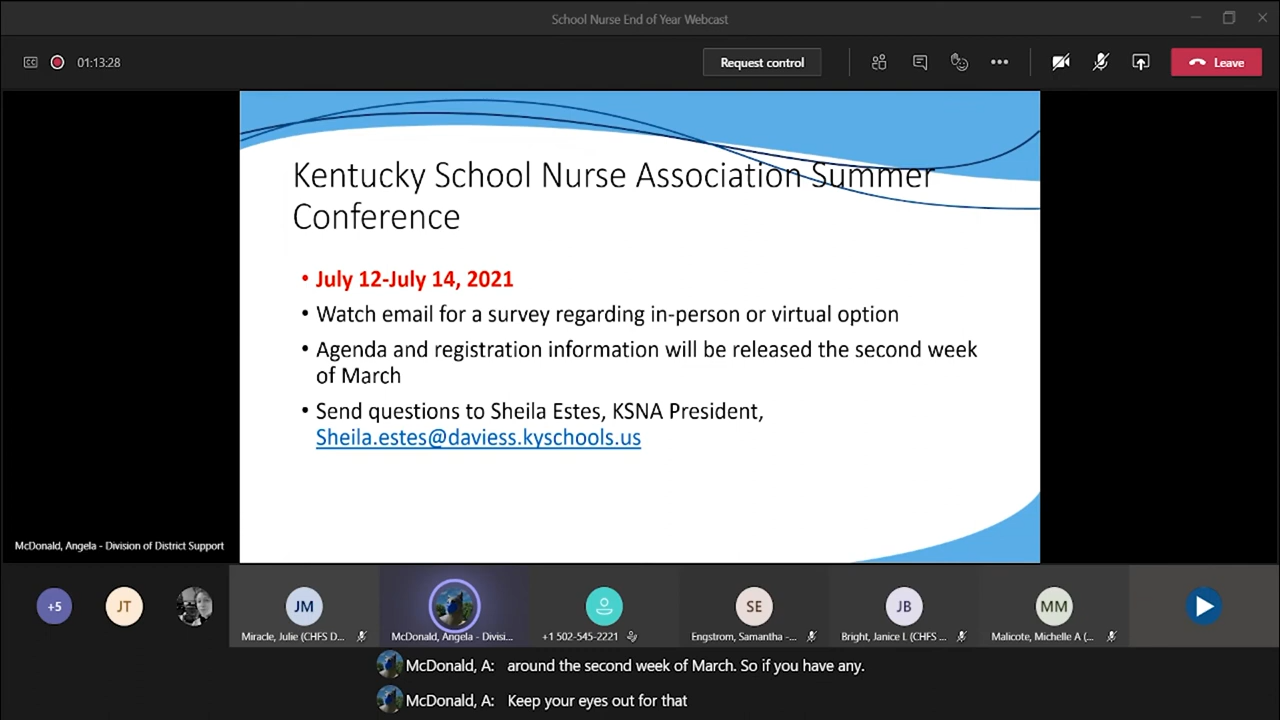 School Nurse End of Year Webcast
CC
01:13:28
Request control
Leave
Kentucky School Nurse Association Summer
Conference
• July 12-July 14, 2021
• Watch email for a survey regarding in-person or virtual option
• Agenda and registration information will be released the second week
of March
• Send questions to Sheila Estes, KSNA President,
Sheila.estes@daviess.kyschools.us
McDonald, Angela - Division of District Support
+5
JT
JM
SE
JB
MM
Miracle, Julie (CHFS D...
McDonald, Angela - Divisi...
+1 502-545-2221
Engstrom, Samantha -...
Bright, Janice L (CHFS ...
Malicote, Michelle A (...
McDonald, A: around the second week of March. So if you have any.
McDonald, A: Keep your eyes out for that